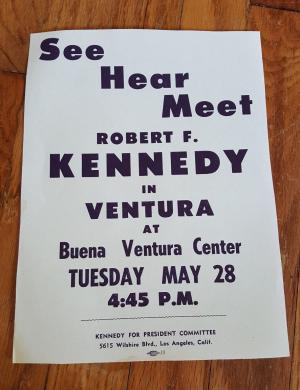 See
Hear
Meet
ROBERT F.
KENNEDY
IN
VENTURA
AT
Buena Ventura Center
TUESDAY MAY 28
4:45 P.M.
KENNEDY FOR PRESIDENT COMMITTEE
5615 Wilshire Blvd., Los Angeles, Calif.